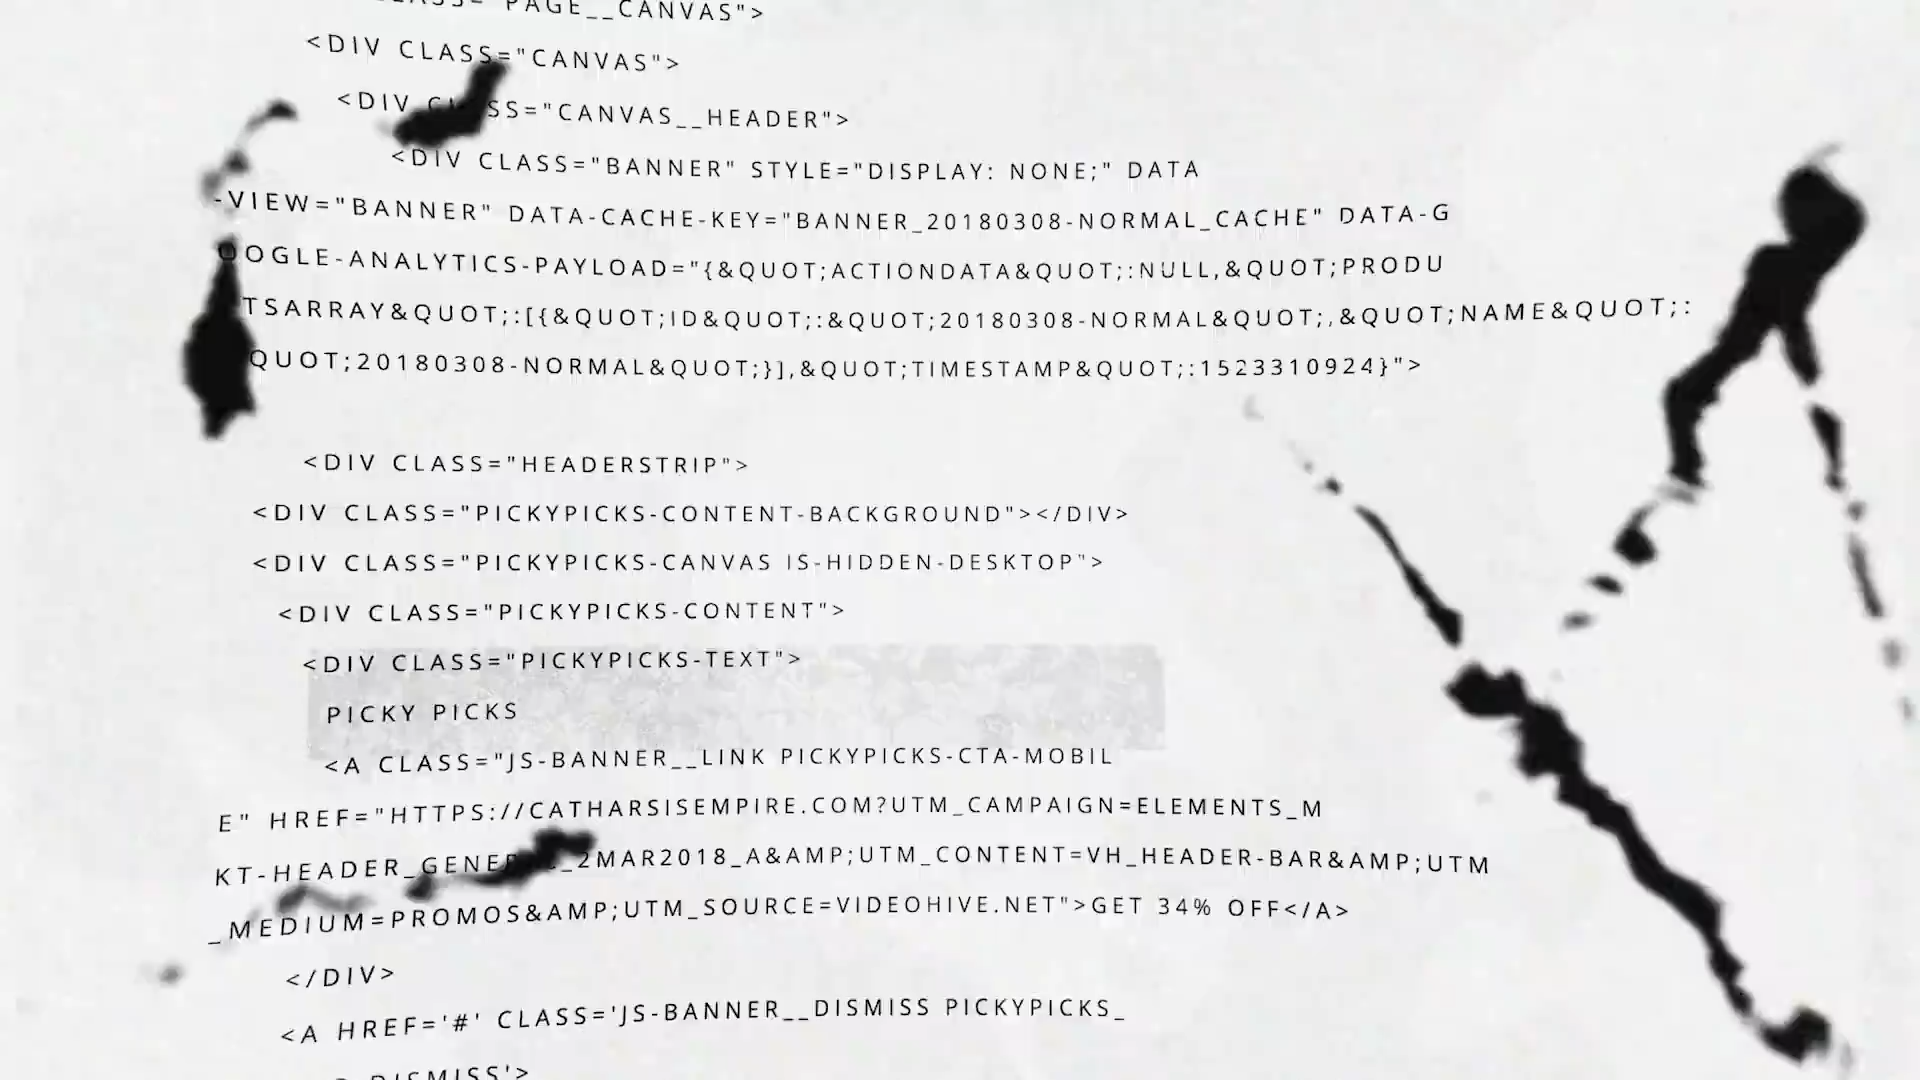 PAGE__CANVAS">
<DIV CLASS="CANVAS">
<DIV CLASS="CANVAS__HEADER">
<DIV CLASS="BANNER" STYLE="DISPLAY: NONE;" DATA
-VIEW="BANNER" DATA-CACHE-KEY="BANNER_20180308-NORMAL_CACHE" DATA-G
OOGLE-ANALYTICS-PAYLOAD="{&QUOT;ACTIONDATA&QUOT;:NULL,&QUOT;PRODU
TSARRAY&QUOT;:[{&QUOT;ID&QUOT;:&QUOT;20180308-NORMAL&QUOT;,&QUOT;NAME&QUOT;:
QUOT;20180308-NORMAL&QUOT;}],&QUOT;TIMESTAMP&QUOT;:1523310924}">
<DIV CLASS="HEADERSTRIP">
<DIV CLASS="PICKYPICKS-CONTENT-BACKGROUND"></DIV>
<DIV CLASS="PICKYPICKS-CANVAS IS-HIDDEN-DESKTOP">
<DIV CLASS="PICKYPICKS-CONTENT">
<DIV CLASS="PICKYPICKS-TEXT">
PICKY PICKS
<A CLASS="JS-BANNER__LINK PICKYPICKS-CTA-MOBIL
E" HREF="HTTPS://CATHARSISEMPIRE.COM?UTM_CAMPAIGN=ELEMENTS_M
KT-HEADER_GENERAL_2MAR2018_A&AMP;UTM_CONTENT=VH_HEADER-BAR&AMP;UTM
_MEDIUM=PROMOS&AMP;UTM_SOURCE=VIDEOHIVE.NET">GET 34% OFF</A>
</DIV>
<A HREF='#' CLASS='JS-BANNER__DISMISS PICKYPICKS_
DISMISS'>